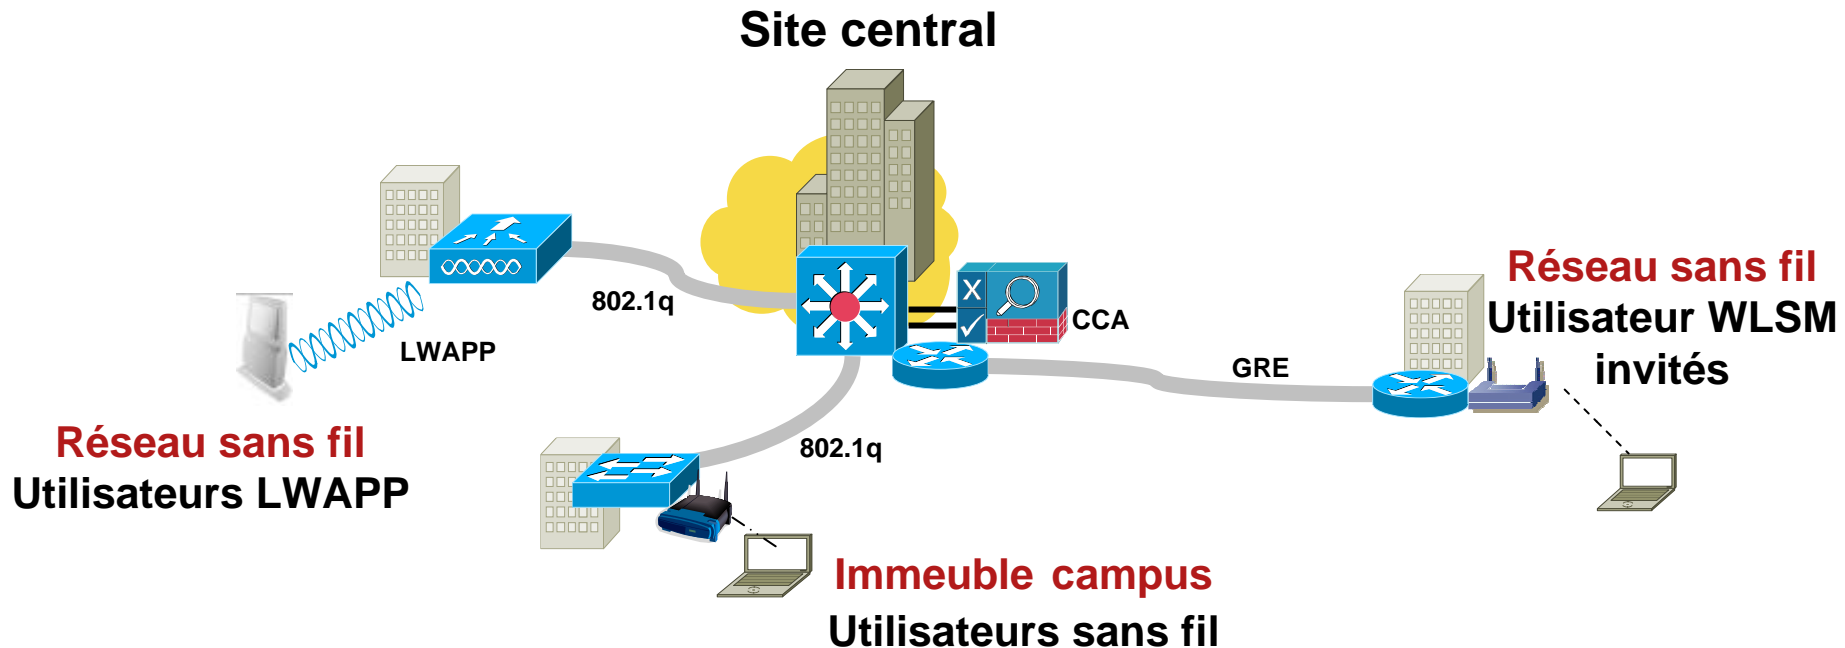 Site central
802.1q
LWAPP
Réseau sans fil
Utilisateurs LWAPP
802.1q
X
CCA
GRE
Réseau sans fil
Utilisateur WLSM
invités
Immeuble campus
Utilisateurs sans fil